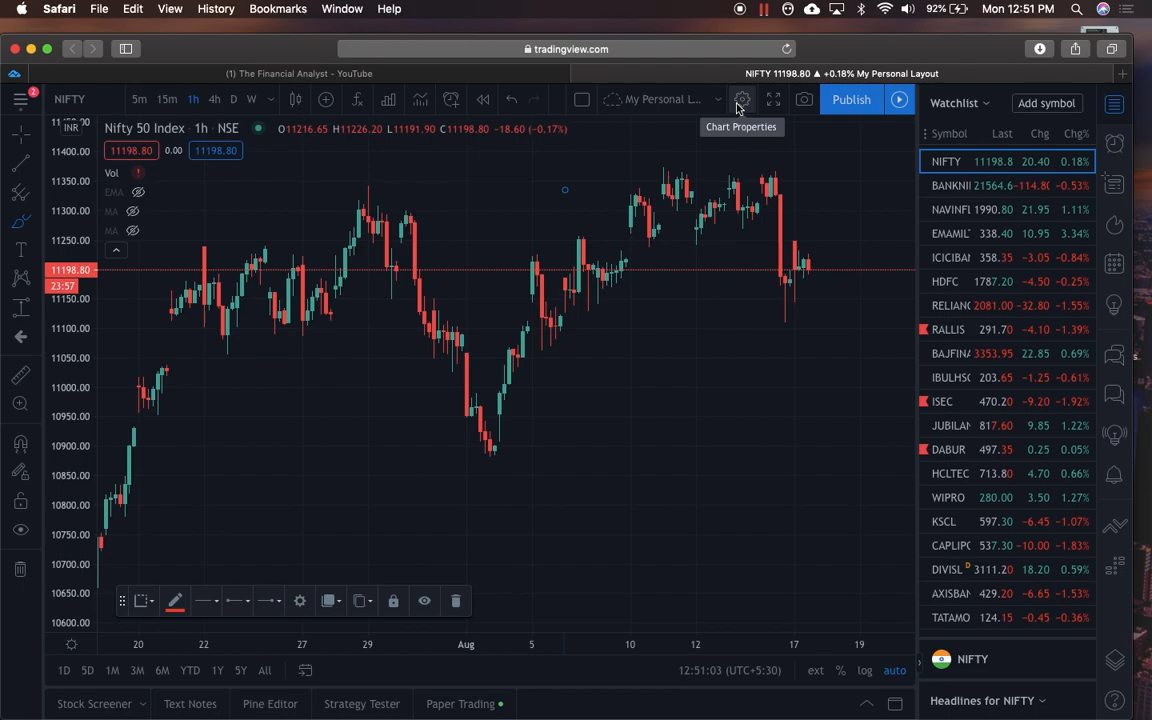 Safari File Edit View History Bookmarks Window Help 92% Mon 12:51 PM
tradingview.com
(1) The Financial Analyst - YouTube
NIFTY 11198.80 ▲ +0.18% My Personal Layout
2
NIFTY 5m 15m 1h 4h D W My Personal L... Publish
Watchlist Add symbol
Chart Properties
INR Nifty 50 Index · 1h · NSE O11216.65 H11226.20 L11191.90 C11198.80 −18.60 (−0.17%)
11198.80 0.00 11198.80
Vol
EMA
MA
MA
11400.00
11350.00
11300.00
11250.00
11198.80
23:57
11150.00
11100.00
11050.00
11000.00
10950.00
10900.00
10850.00
10800.00
10750.00
10700.00
10650.00
10600.00
20 22 27 29 Aug 5 10 12 17 19
1D 5D 1M 3M 6M YTD 1Y 5Y All
12:51:03 (UTC+5:30) ext % log auto
Stock Screener Text Notes Pine Editor Strategy Tester Paper Trading
Symbol Last Chg Chg%
NIFTY 11198.8 20.40 0.18%
BANKNI 21564.6 −114.80 −0.53%
NAVINFL 1990.80 21.95 1.11%
EMAMIL 338.40 10.95 3.34%
ICICIBAN 358.35 −3.05 −0.84%
HDFC 1787.20 −4.50 −0.25%
RELIANC 2081.00 −32.80 −1.55%
RALLIS 291.70 −4.10 −1.39%
BAJFINA 3353.95 22.85 0.69%
IBULHSG 203.65 −1.25 −0.61%
ISEC 470.20 −9.20 −1.92%
JUBILAN 817.60 9.85 1.22%
DABUR 497.35 0.25 0.05%
HCLTEC 713.80 4.70 0.66%
WIPRO 280.00 3.50 1.27%
KSCL 597.30 −6.45 −1.07%
CAPLIPC 537.30 −10.00 −1.83%
DIVISL D 3111.20 18.20 0.59%
AXISBAN 429.20 −6.65 −1.53%
TATAMO 124.15 −0.45 −0.36%
NIFTY
Headlines for NIFTY